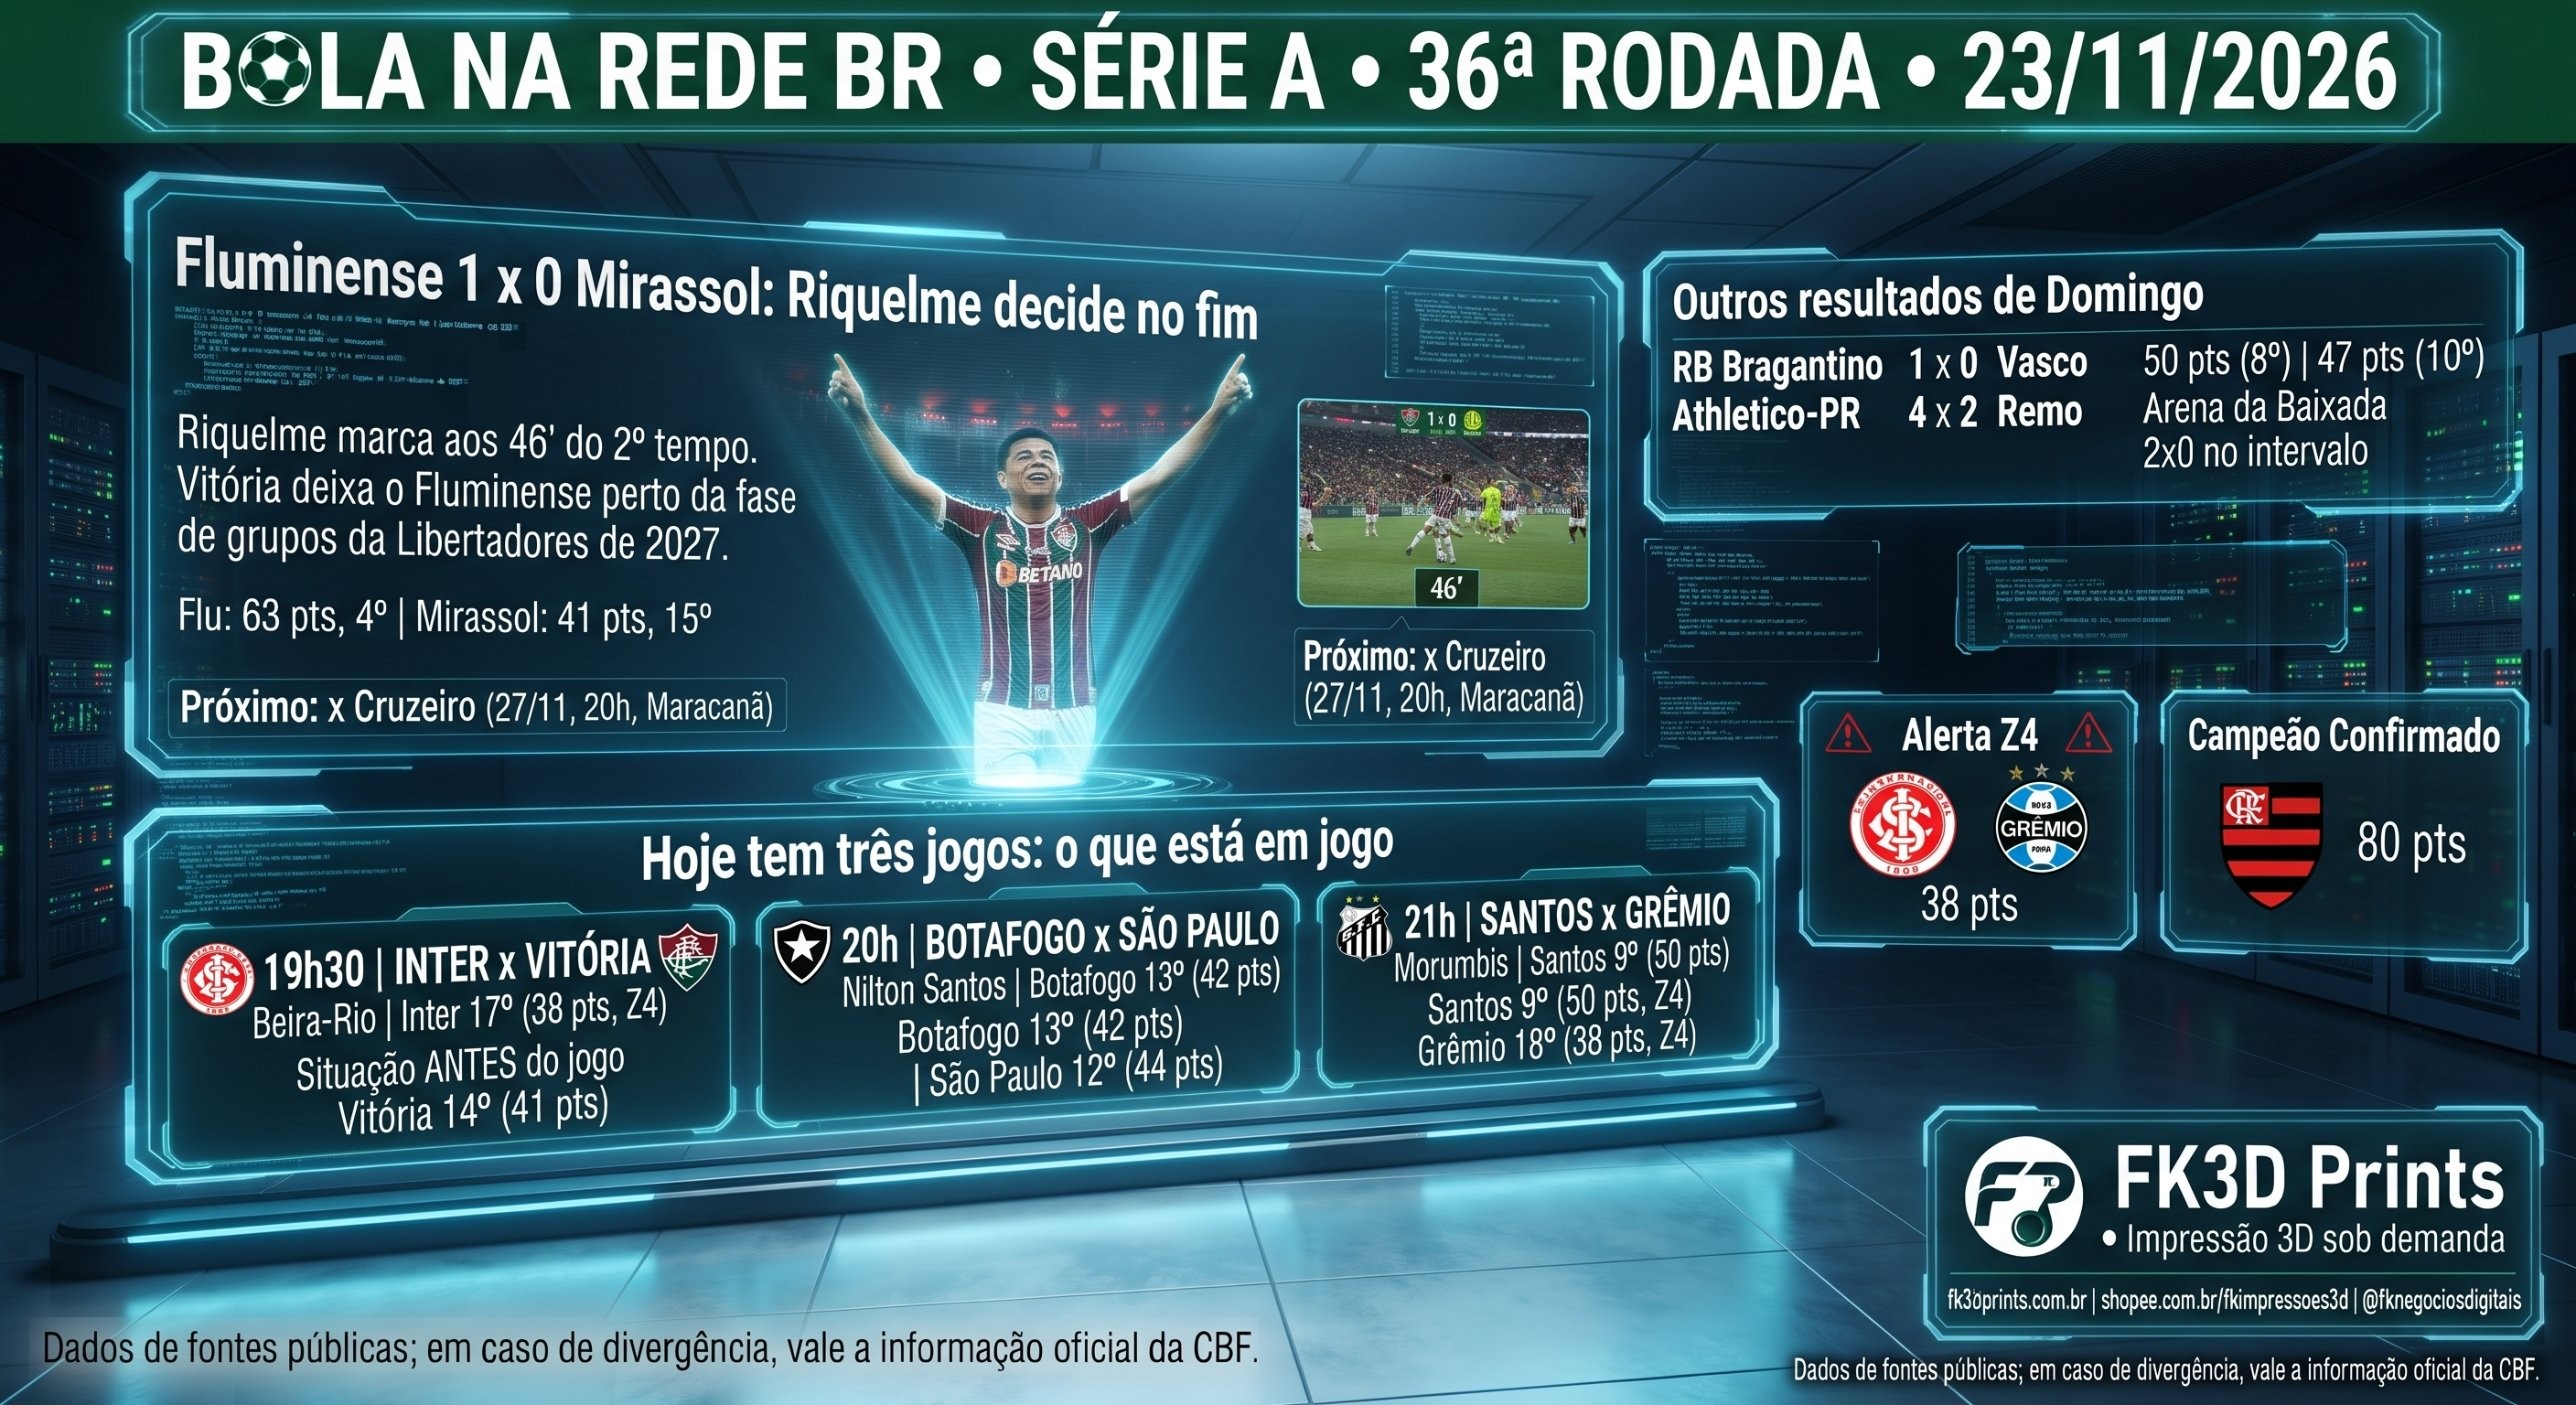 BOLA NA REDE BR • SÉRIE A • 36ª RODADA • 23/11/2026
Fluminense 1 x 0 Mirassol: Riquelme decide no fim
Riquelme marca aos 46' do 2º tempo.
Vitória deixa o Fluminense perto da fase
de grupos da Libertadores de 2027.
Flu: 63 pts, 4º | Mirassol: 41 pts, 15º
Próximo: x Cruzeiro (27/11, 20h, Maracanã)
BETANO
1 x 0
46'
Próximo: x Cruzeiro
(27/11, 20h, Maracanã)
Outros resultados de Domingo
RB Bragantino 1 x 0 Vasco 50 pts (8º) | 47 pts (10º)
Athletico-PR 4 x 2 Remo Arena da Baixada
2x0 no intervalo
Alerta Z4
GRÊMIO
38 pts
Campeão Confirmado
80 pts
Hoje tem três jogos: o que está em jogo
19h30 | INTER x VITÓRIA
Beira-Rio | Inter 17º (38 pts, Z4)
Situação ANTES do jogo
Vitória 14º (41 pts)
20h | BOTAFOGO x SÃO PAULO
Nilton Santos | Botafogo 13º (42 pts)
Botafogo 13º (42 pts)
| São Paulo 12º (44 pts)
21h | SANTOS x GRÊMIO
Morumbis | Santos 9º (50 pts)
Santos 9º (50 pts, Z4)
Grêmio 18º (38 pts, Z4)
FK3D Prints
• Impressão 3D sob demanda
fk3dprints.com.br | shopee.com.br/fkimpressoes3d | @fknegociosdigitais
Dados de fontes públicas; em caso de divergência, vale a informação oficial da CBF.
Dados de fontes públicas; em caso de divergência, vale a informação oficial da CBF.